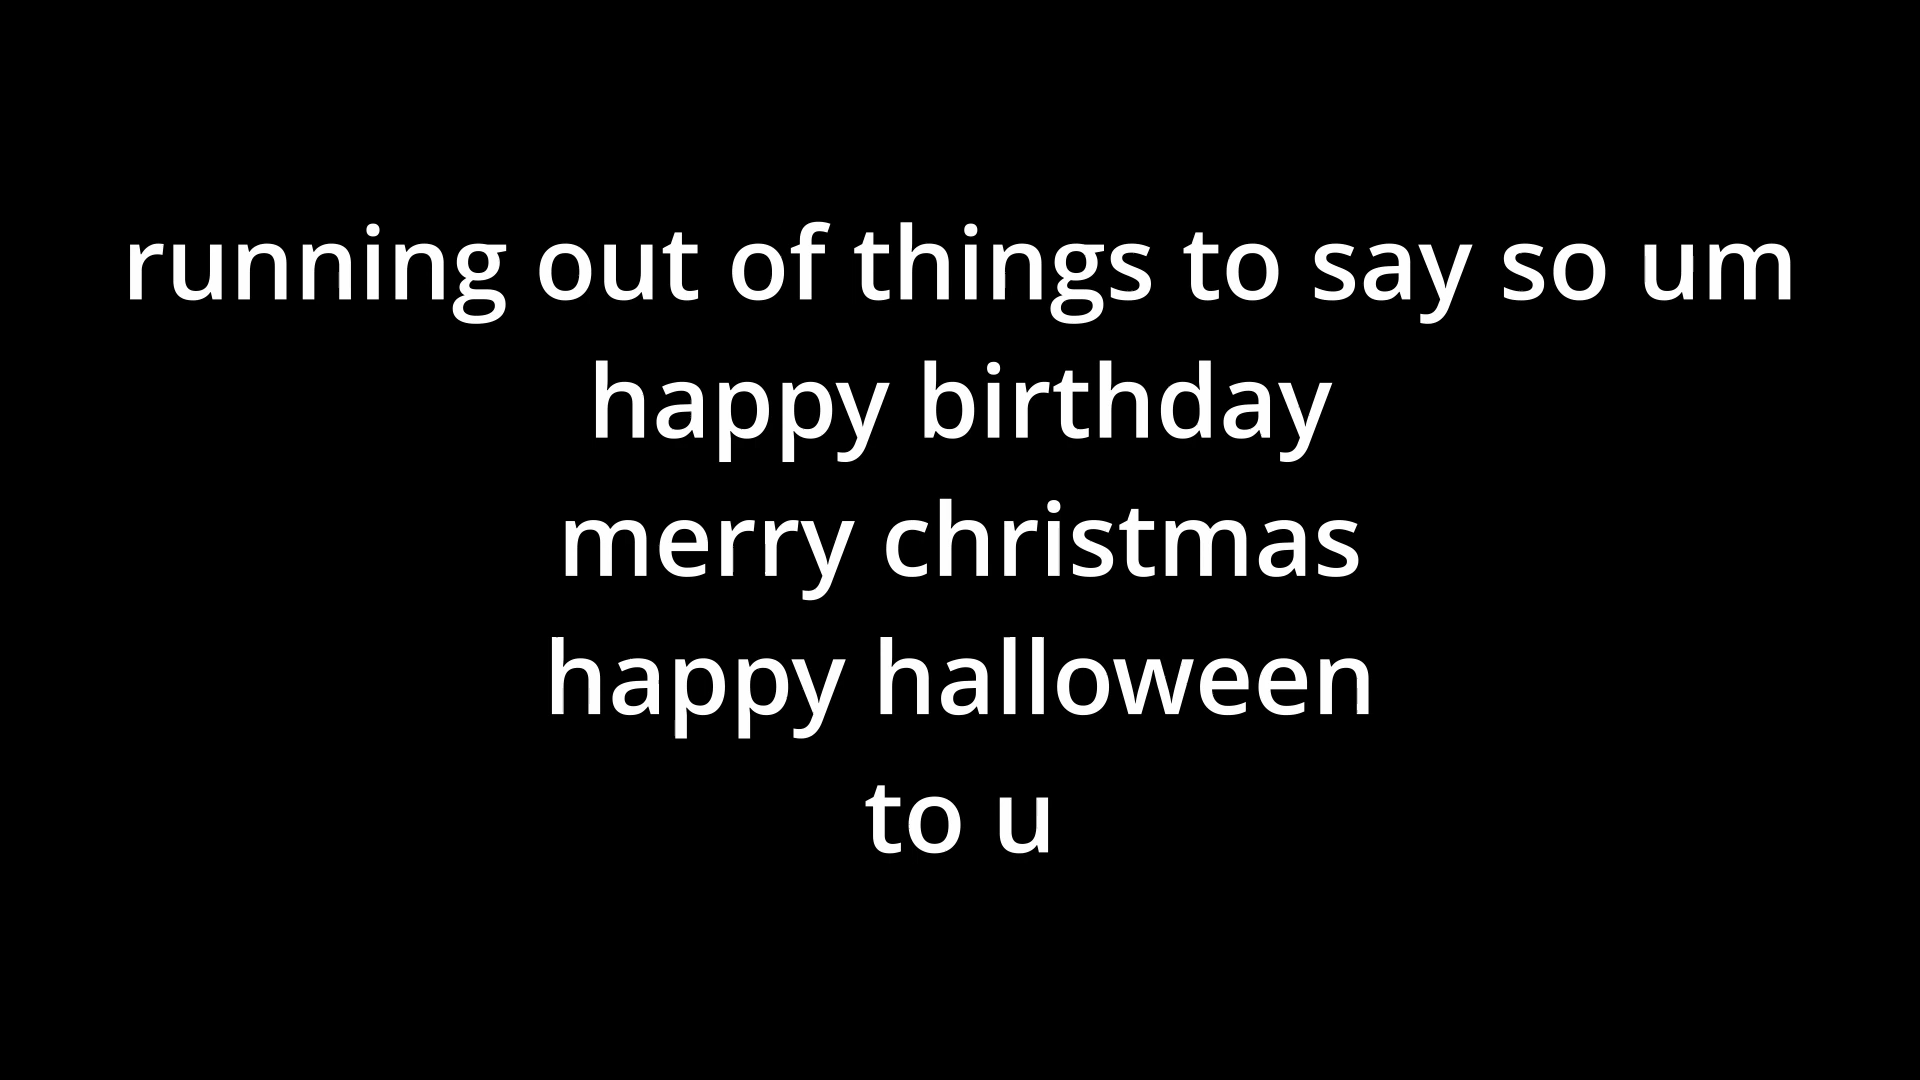 running out of things to say so um
happy birthday
merry christmas
happy halloween
to u